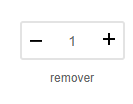 − 1 +
remover